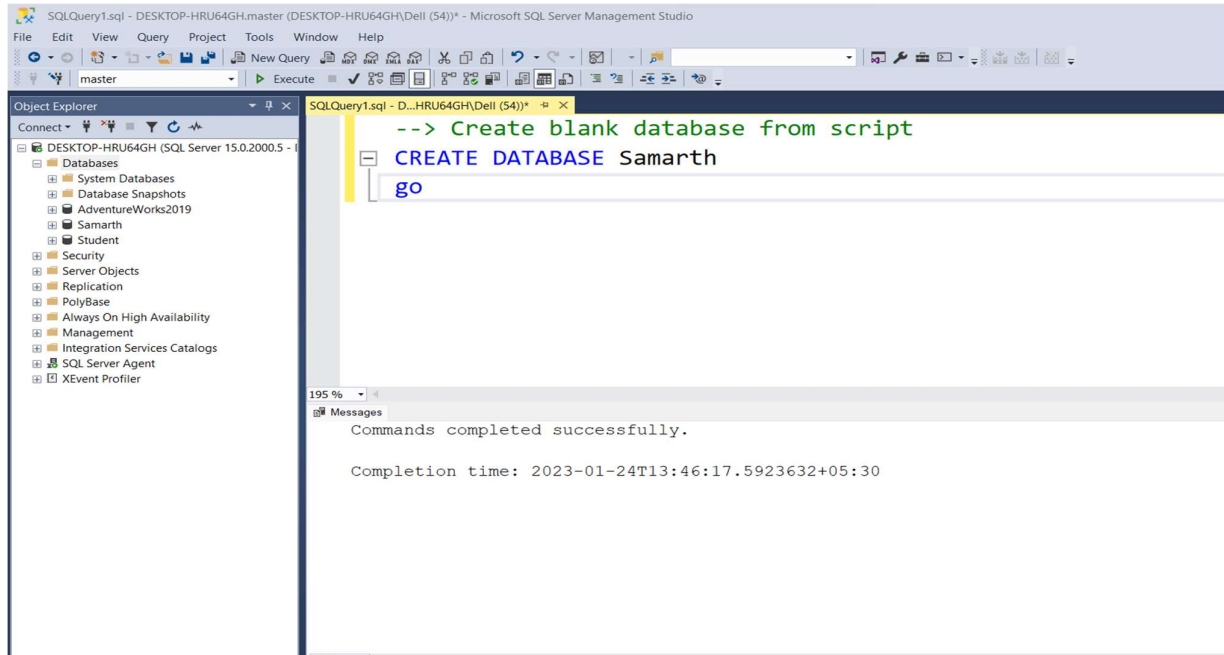 SQLQuery1.sql - DESKTOP-HRU64GH.master (DESKTOP-HRU64GH\Dell (54))* - Microsoft SQL Server Management Studio
File Edit View Query Project Tools Window Help
New Query
master
Execute
Object Explorer
Connect
DESKTOP-HRU64GH (SQL Server 15.0.2000.5 -
Databases
System Databases
Database Snapshots
AdventureWorks2019
Samarth
Student
Security
Server Objects
Replication
PolyBase
Always On High Availability
Management
Integration Services Catalogs
SQL Server Agent
XEvent Profiler
SQLQuery1.sql - D...HRU64GH\Dell (54))*
--> Create blank database from script
CREATE DATABASE Samarth
go
195 %
Messages
Commands completed successfully.
Completion time: 2023-01-24T13:46:17.5923632+05:30